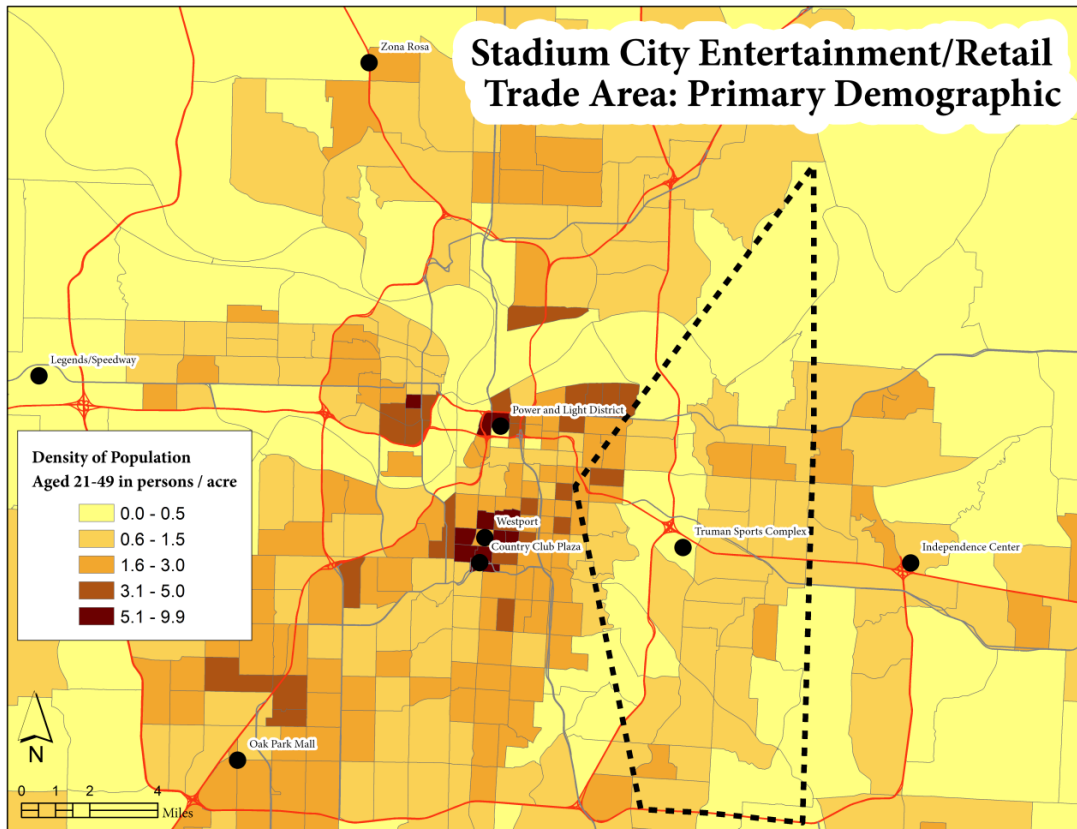 Stadium City Entertainment/Retail
Trade Area: Primary Demographic
Zona Rosa
Legends/Speedway
Power and Light District
Westport
Country Club Plaza
Truman Sports Complex
Independence Center
Oak Park Mall
Density of Population
Aged 21-49 in persons / acre
0.0 - 0.5
0.6 - 1.5
1.6 - 3.0
3.1 - 5.0
5.1 - 9.9
N
0 1 2 4
Miles